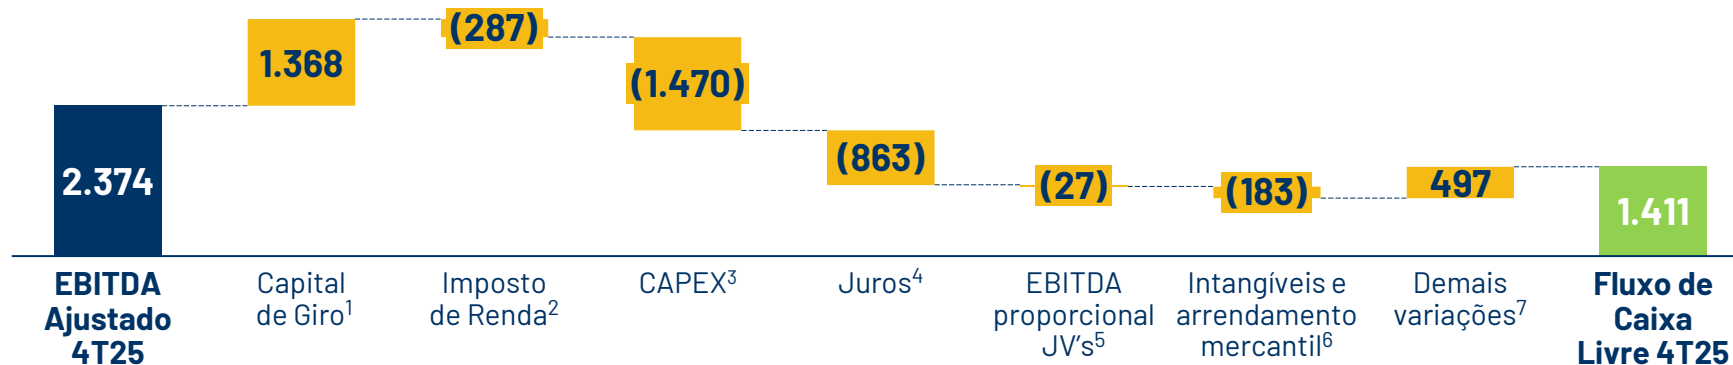 2.374
1.368
(287)
(1.470)
(863)
(27)
(183)
497
1.411
EBITDA
Ajustado
4T25
Capital
de Giro¹
Imposto
de Renda²
CAPEX³
Juros⁴
EBITDA
proporcional
JV's⁵
Intangíveis e
arrendamento
mercantil⁶
Demais
variações⁷
Fluxo de
Caixa
Livre 4T25